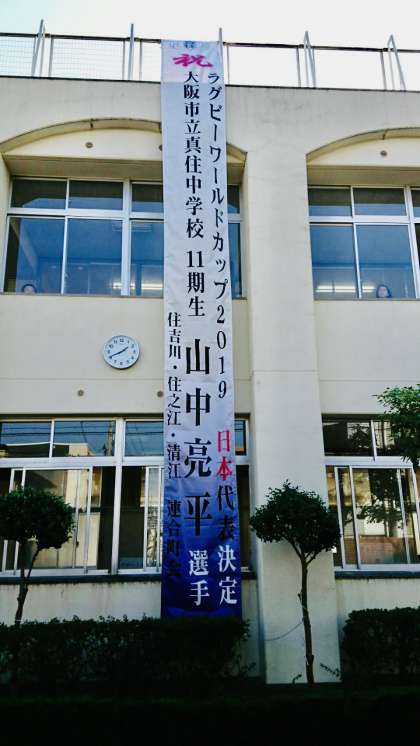 祝
ラグビーワールドカップ2019 日本代表決定
大阪市立真住中学校 11期生 山中亮平選手
住吉川・住之江・清江 連合町会